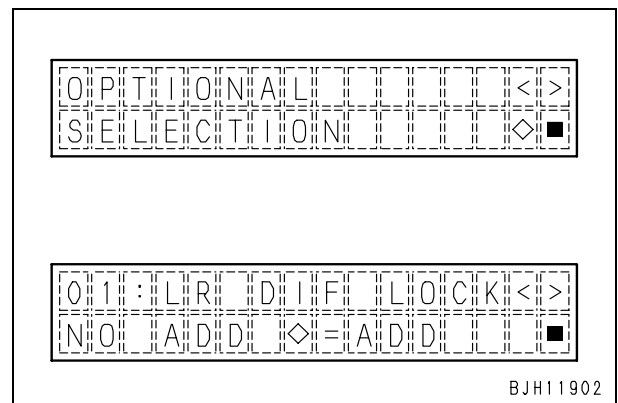 OPTIONAL <>
SELECTION ◇■
01:LR DIF LOCK<>
NO ADD ◇=ADD ■
BJH11902